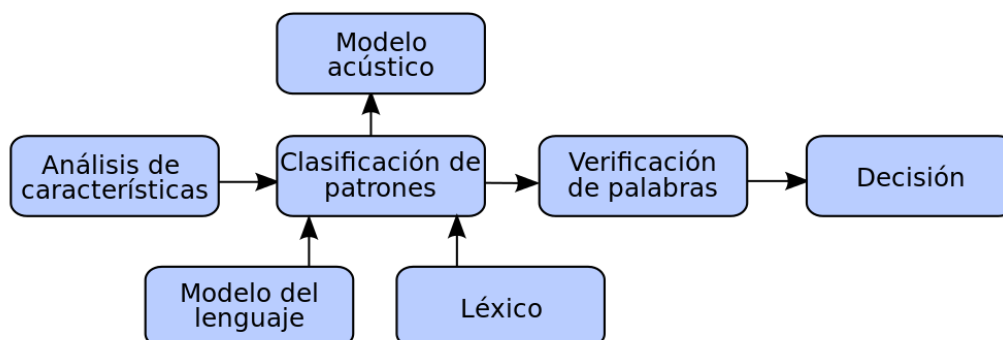 Modelo
acústico
Análisis de
características
Clasificación de
patrones
Verificación
de palabras
Decisión
Modelo del
lenguaje
Léxico